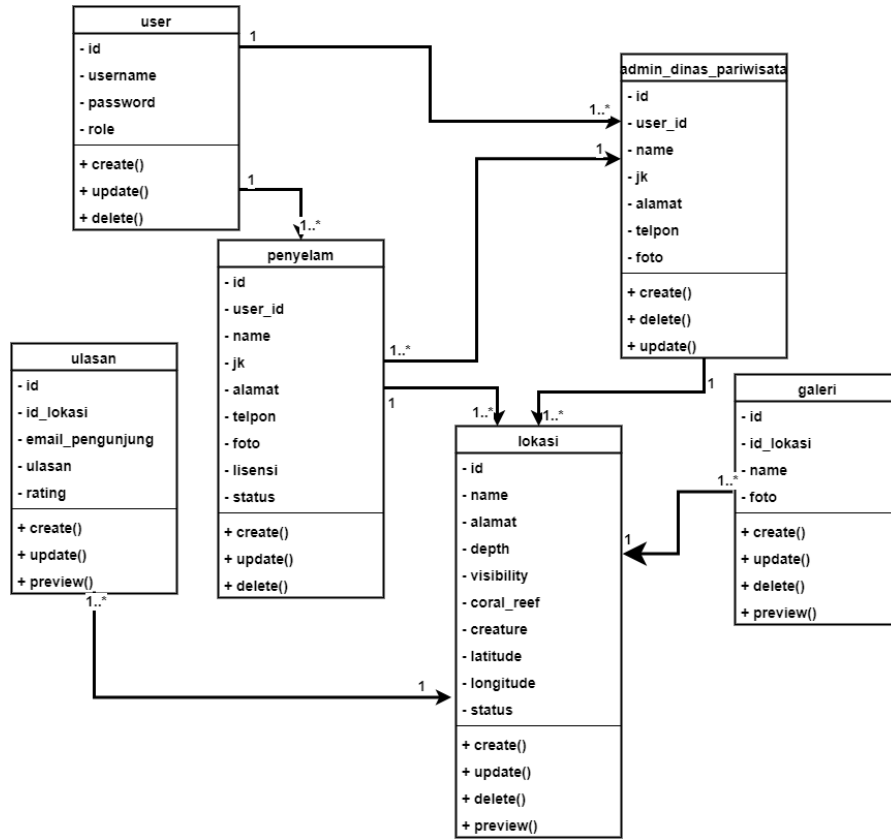 user
- id
- username
- password
- role
+ create()
+ update()
+ delete()
1
1..*
1
1..*
admin_dinas_pariwisata
- id
- user_id
- name
- jk
- alamat
- telpon
- foto
+ create()
+ delete()
+ update()
1
1..*
1
1..*
penyelam
- id
- user_id
- name
- jk
- alamat
- telpon
- foto
- lisensi
- status
+ create()
+ update()
+ delete()
1
1..*
ulasan
- id
- id_lokasi
- email_pengunjung
- ulasan
- rating
+ create()
+ update()
+ preview()
1..*
1
lokasi
- id
- name
- alamat
- depth
- visibility
- coral_reef
- creature
- latitude
- longitude
- status
+ create()
+ update()
+ delete()
+ preview()
galeri
- id
- id_lokasi
- name
- foto
+ create()
+ update()
+ delete()
+ preview()
1..*
1